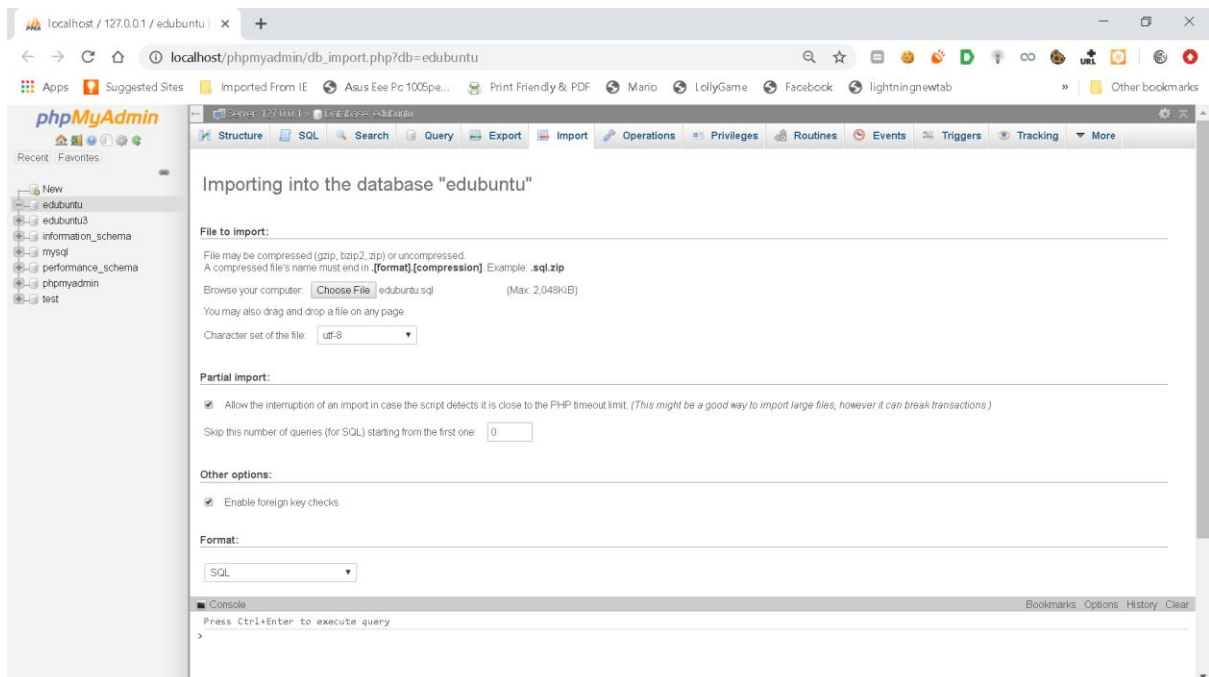 localhost / 127.0.0.1 / edubuntu |
localhost/phpmyadmin/db_import.php?db=edubuntu
URL
Apps Suggested Sites Imported From IE Asus Eee Pc 1005pe... Print Friendly & PDF Mario LollyGame Facebook lightningnewtab » Other bookmarks
phpMyAdmin
Recent Favorites
New
edubuntu
edubuntu3
information_schema
mysql
performance_schema
phpmyadmin
test
Server: 127.0.0.1 » Database: edubuntu
Structure SQL Search Query Export Import Operations Privileges Routines Events Triggers Tracking More
Importing into the database "edubuntu"
File to import:
File may be compressed (gzip, bzip2, zip) or uncompressed.
A compressed file's name must end in .[format].[compression]. Example: .sql.zip
Browse your computer: Choose File edubuntu.sql (Max: 2,048KiB)
You may also drag and drop a file on any page.
Character set of the file: utf-8
Partial import:
Allow the interruption of an import in case the script detects it is close to the PHP timeout limit. (This might be a good way to import large files, however it can break transactions.)
Skip this number of queries (for SQL) starting from the first one: 0
Other options:
Enable foreign key checks
Format:
SQL
Console Bookmarks Options History Clear
Press Ctrl+Enter to execute query
>